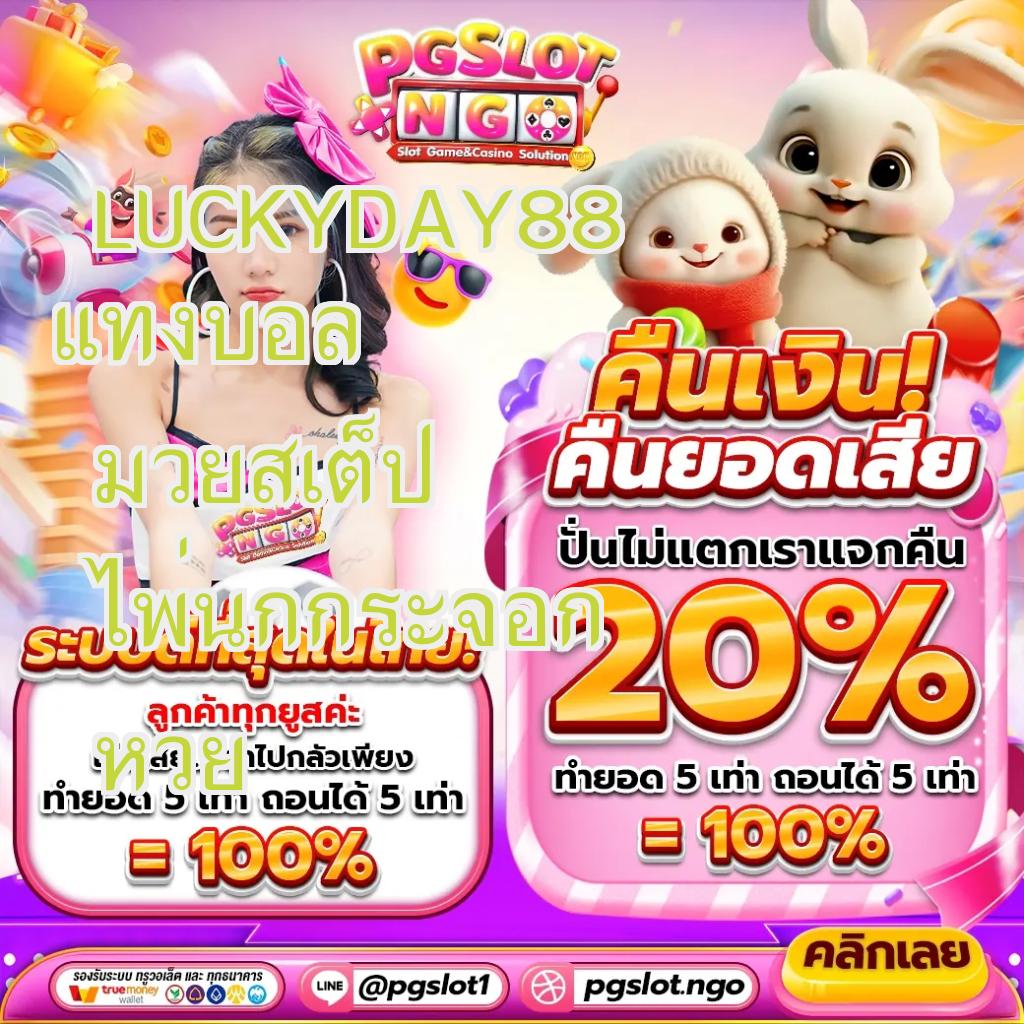 PGSLOT
NGO
Slot Game&Casino Solution
LUCKYDAY88
แทงบอล
มวยสเต็ป
ไพ่นกกระจอก
หวย
PGSLOT
NGO
คืนเงิน!
คืนยอดเสีย
ปั่นไม่แตกเราแจกคืน
20%
ทำยอด 5 เท่า ถอนได้ 5 เท่า
= 100%
ลูกค้าทุกยูสค่ะ
ไปกลัวเพียง
ทำยอด 5 เท่า ถอนได้ 5 เท่า
= 100%
คลิกเลย
รองรับระบบ ทรูวอเล็ต และ ทุกธนาคาร
truemoney
wallet
LINE @pgslot1
pgslot.ngo